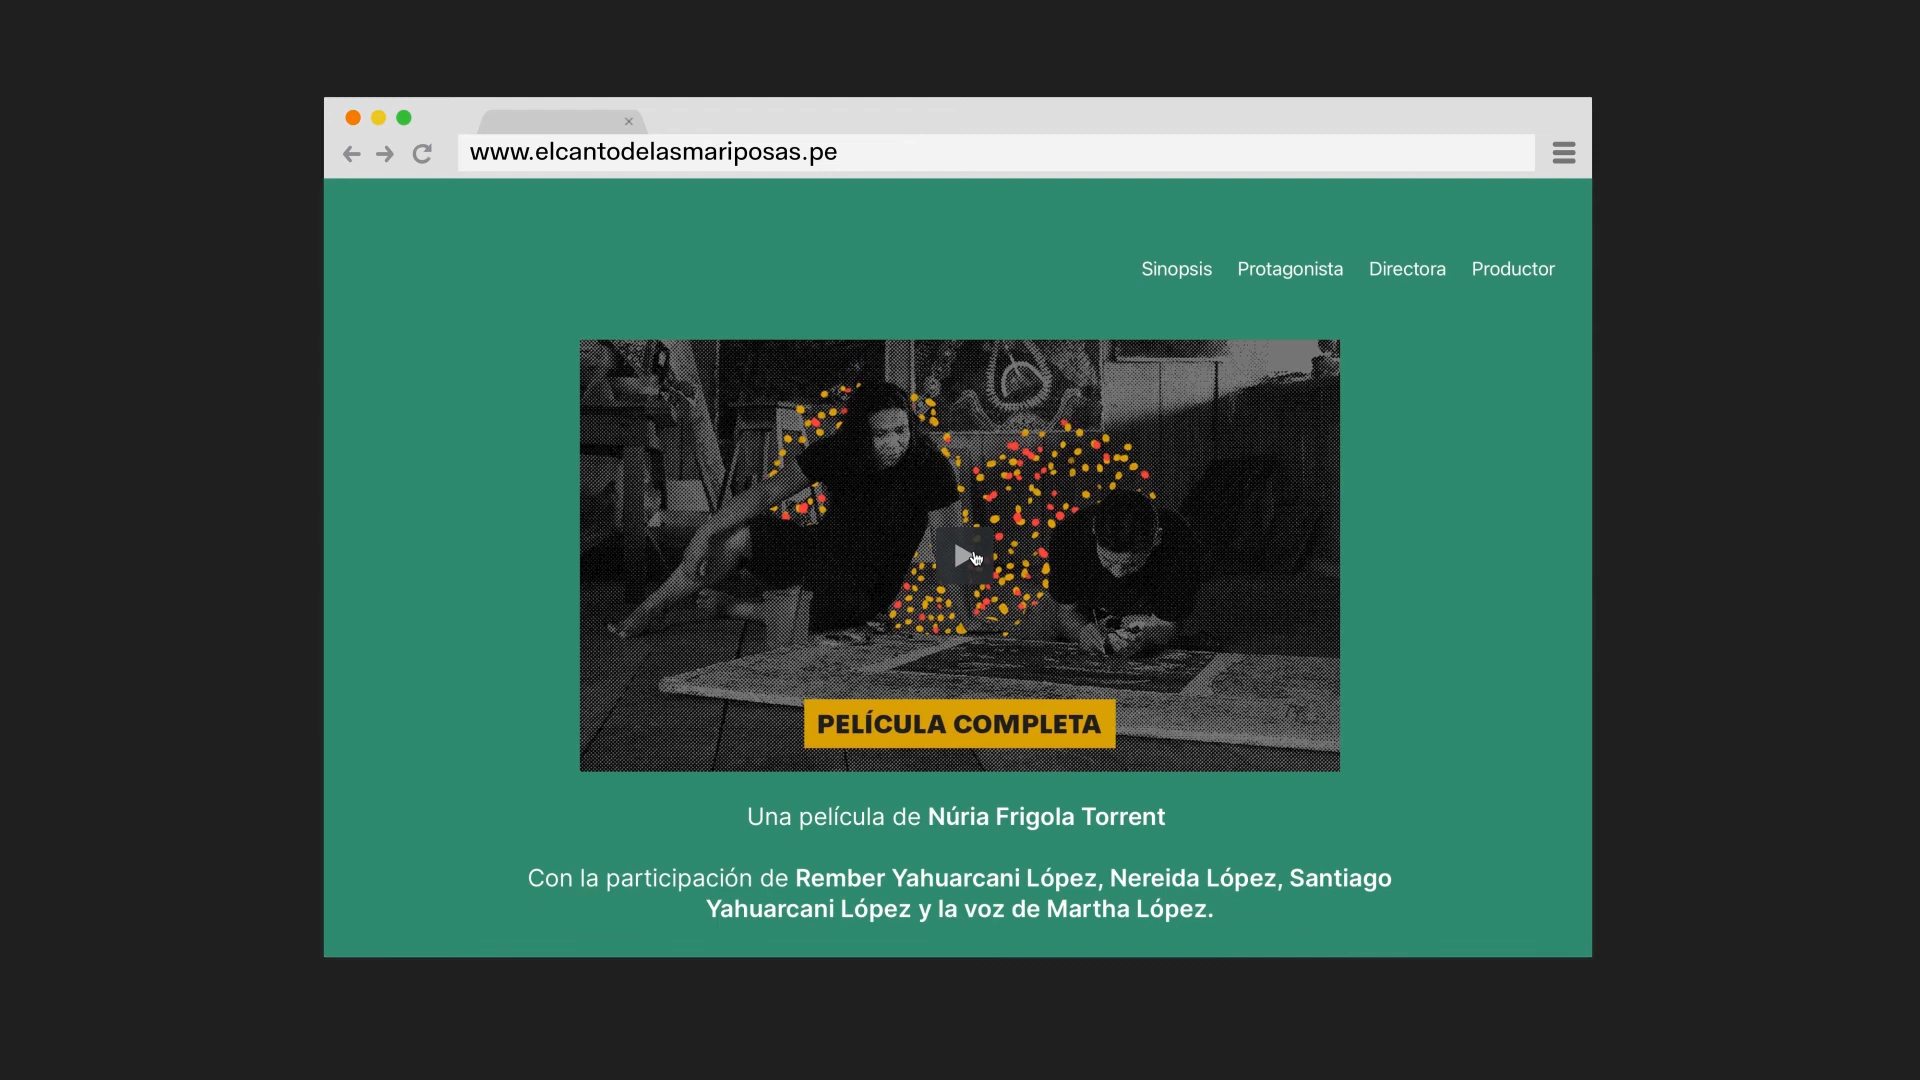 www.elcantodelasmariposas.pe
Sinopsis Protagonista Directora Productor
PELÍCULA COMPLETA
Una película de Núria Frigola Torrent
Con la participación de Rember Yahuarcani López, Nereida López, Santiago
Yahuarcani López y la voz de Martha López.